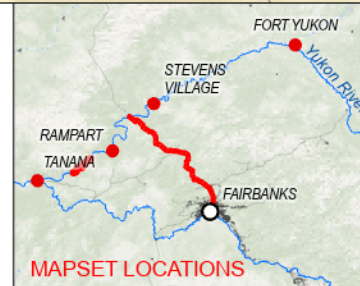 FORT YUKON
Yukon River
STEVENS
VILLAGE
RAMPART
TANANA
FAIRBANKS
MAPSET LOCATIONS